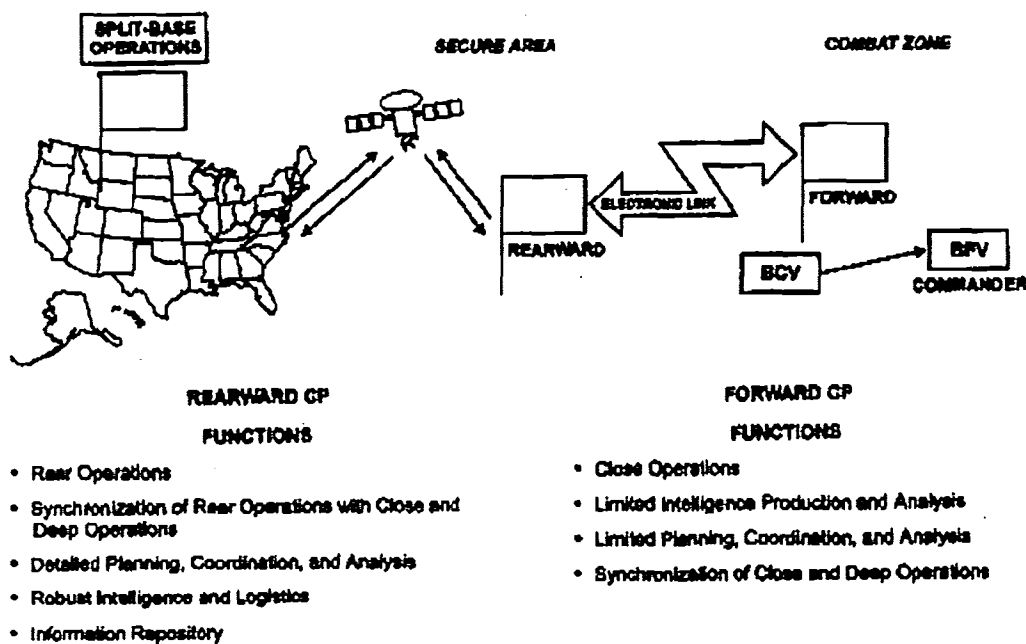 SPLIT-BASE
OPERATIONS
SECURE AREA
COMBAT ZONE
ELECTRONIC LINK
FORWARD
REARWARD
BCV
BFV
COMMANDER
REARWARD CP
FUNCTIONS
• Rear Operations
• Synchronization of Rear Operations with Close and
Deep Operations
• Detailed Planning, Coordination, and Analysis
• Robust Intelligence and Logistics
• Information Repository
FORWARD CP
FUNCTIONS
• Close Operations
• Limited Intelligence Production and Analysis
• Limited Planning, Coordination, and Analysis
• Synchronization of Close and Deep Operations